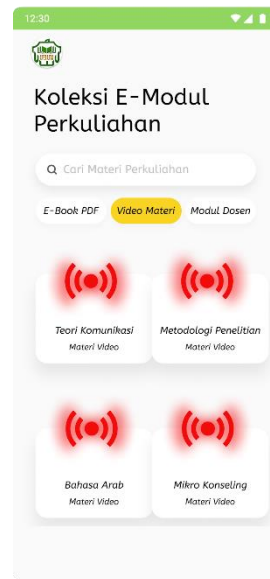 12:30
Koleksi E-Modul
Perkuliahan
Cari Materi Perkuliahan
E-Book PDF Video Materi Modul Dosen
Teori Komunikasi Metodologi Penelitian
Materi Video Materi Video
Bahasa Arab Mikro Konseling
Materi Video Materi Video